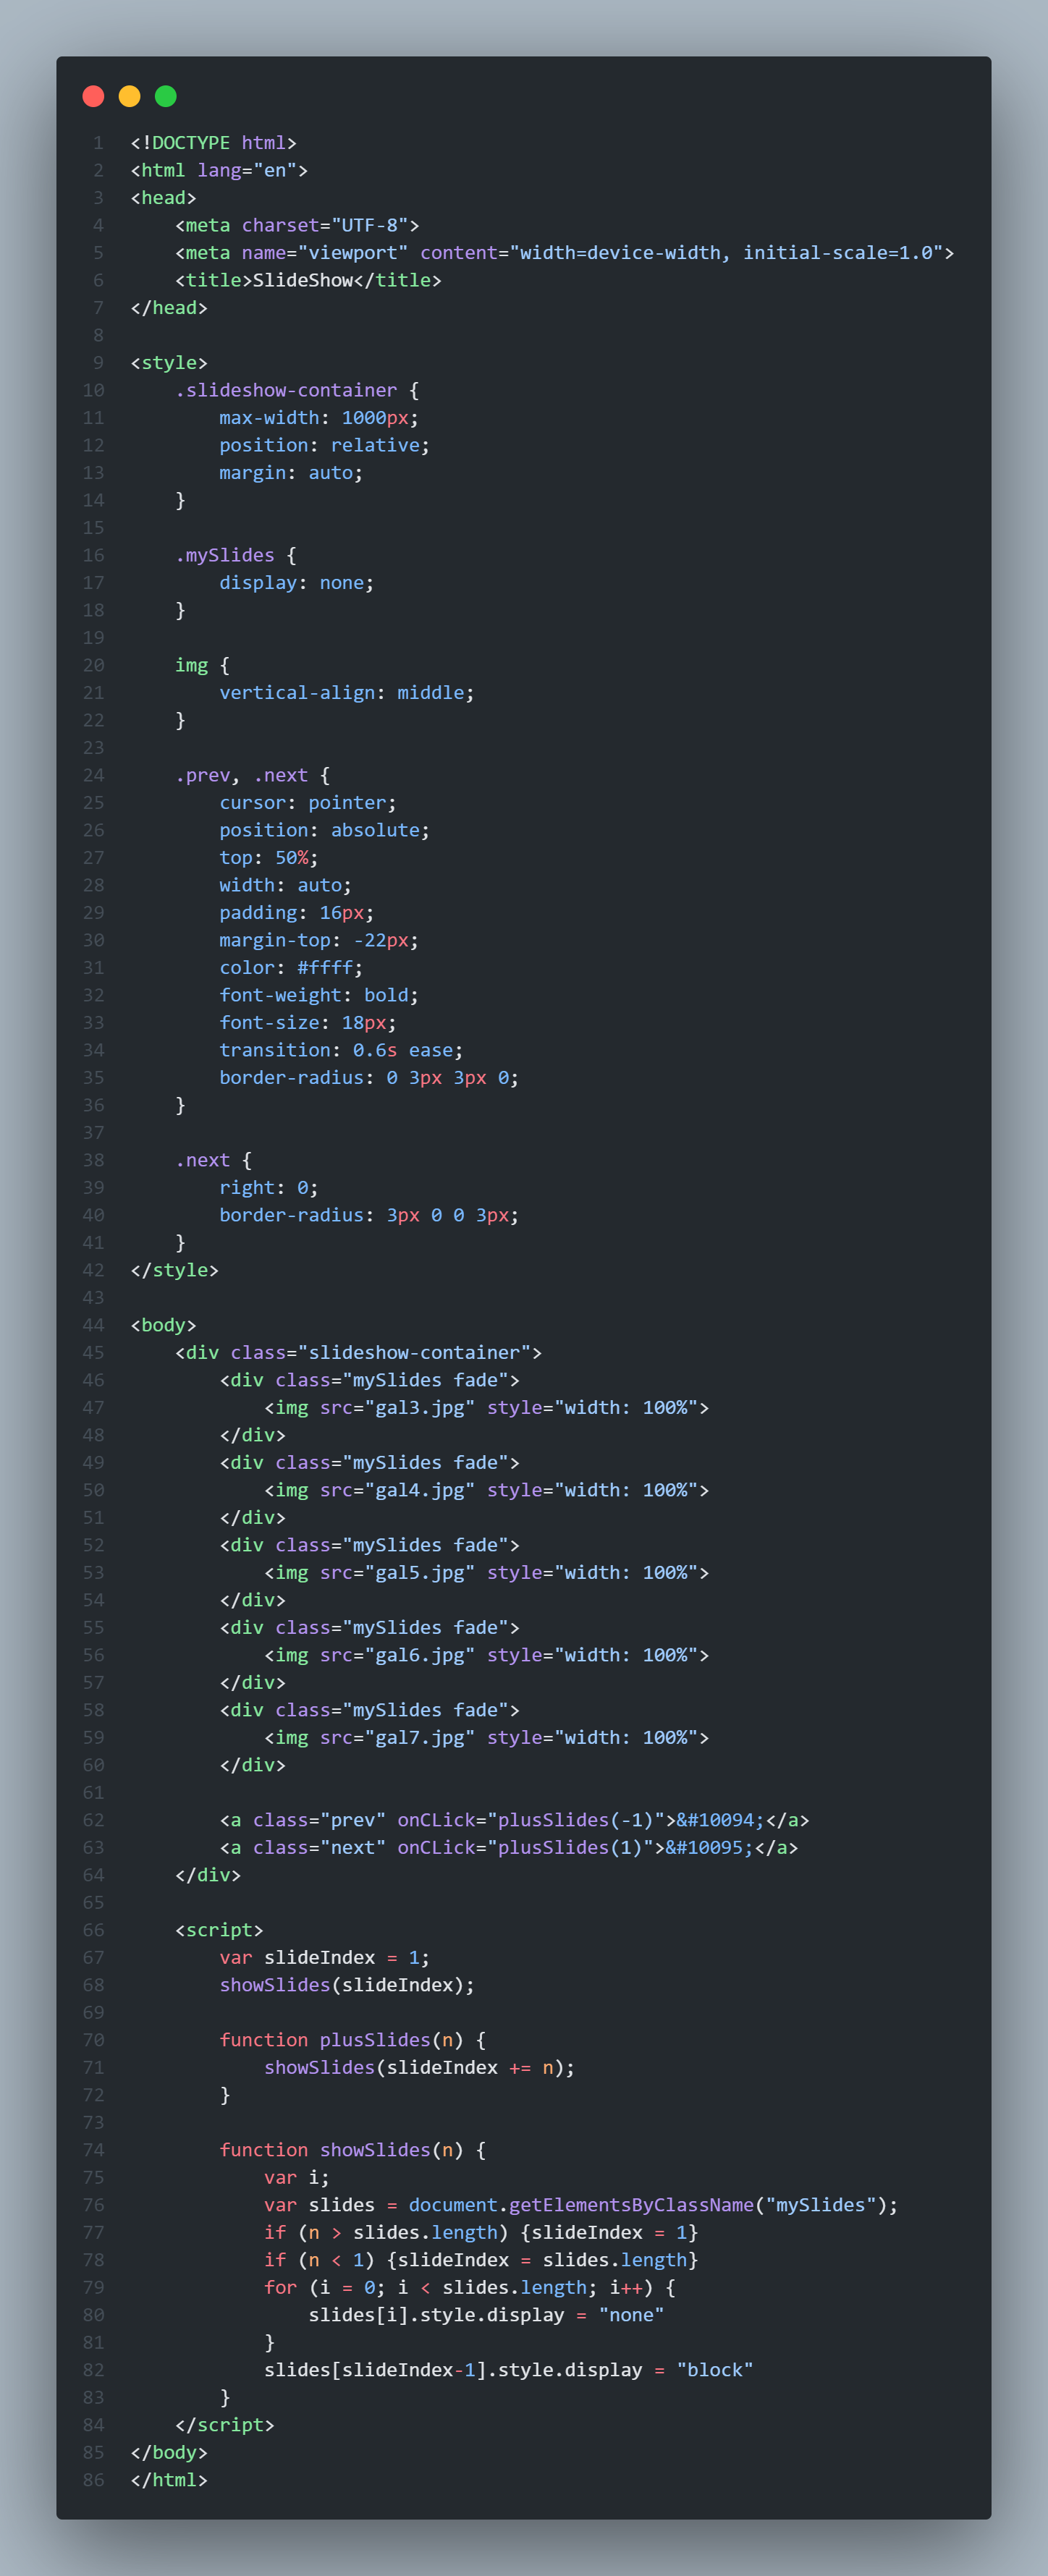 1 <!DOCTYPE html>
2 <html lang="en">
3 <head>
4     <meta charset="UTF-8">
5     <meta name="viewport" content="width=device-width, initial-scale=1.0">
6     <title>SlideShow</title>
7 </head>
8
9 <style>
10     .slideshow-container {
11         max-width: 1000px;
12         position: relative;
13         margin: auto;
14     }
15
16     .mySlides {
17         display: none;
18     }
19
20     img {
21         vertical-align: middle;
22     }
23
24     .prev, .next {
25         cursor: pointer;
26         position: absolute;
27         top: 50%;
28         width: auto;
29         padding: 16px;
30         margin-top: -22px;
31         color: #ffff;
32         font-weight: bold;
33         font-size: 18px;
34         transition: 0.6s ease;
35         border-radius: 0 3px 3px 0;
36     }
37
38     .next {
39         right: 0;
40         border-radius: 3px 0 0 3px;
41     }
42 </style>
43
44 <body>
45     <div class="slideshow-container">
46         <div class="mySlides fade">
47             <img src="gal3.jpg" style="width: 100%">
48         </div>
49         <div class="mySlides fade">
50             <img src="gal4.jpg" style="width: 100%">
51         </div>
52         <div class="mySlides fade">
53             <img src="gal5.jpg" style="width: 100%">
54         </div>
55         <div class="mySlides fade">
56             <img src="gal6.jpg" style="width: 100%">
57         </div>
58         <div class="mySlides fade">
59             <img src="gal7.jpg" style="width: 100%">
60         </div>
61
62         <a class="prev" onCLick="plusSlides(-1)">&#10094;</a>
63         <a class="next" onCLick="plusSlides(1)">&#10095;</a>
64     </div>
65
66     <script>
67         var slideIndex = 1;
68         showSlides(slideIndex);
69
70         function plusSlides(n) {
71             showSlides(slideIndex += n);
72         }
73
74         function showSlides(n) {
75             var i;
76             var slides = document.getElementsByClassName("mySlides");
77             if (n > slides.length) {slideIndex = 1}
78             if (n < 1) {slideIndex = slides.length}
79             for (i = 0; i < slides.length; i++) {
80                 slides[i].style.display = "none"
81             }
82             slides[slideIndex-1].style.display = "block"
83         }
84     </script>
85 </body>
86 </html>